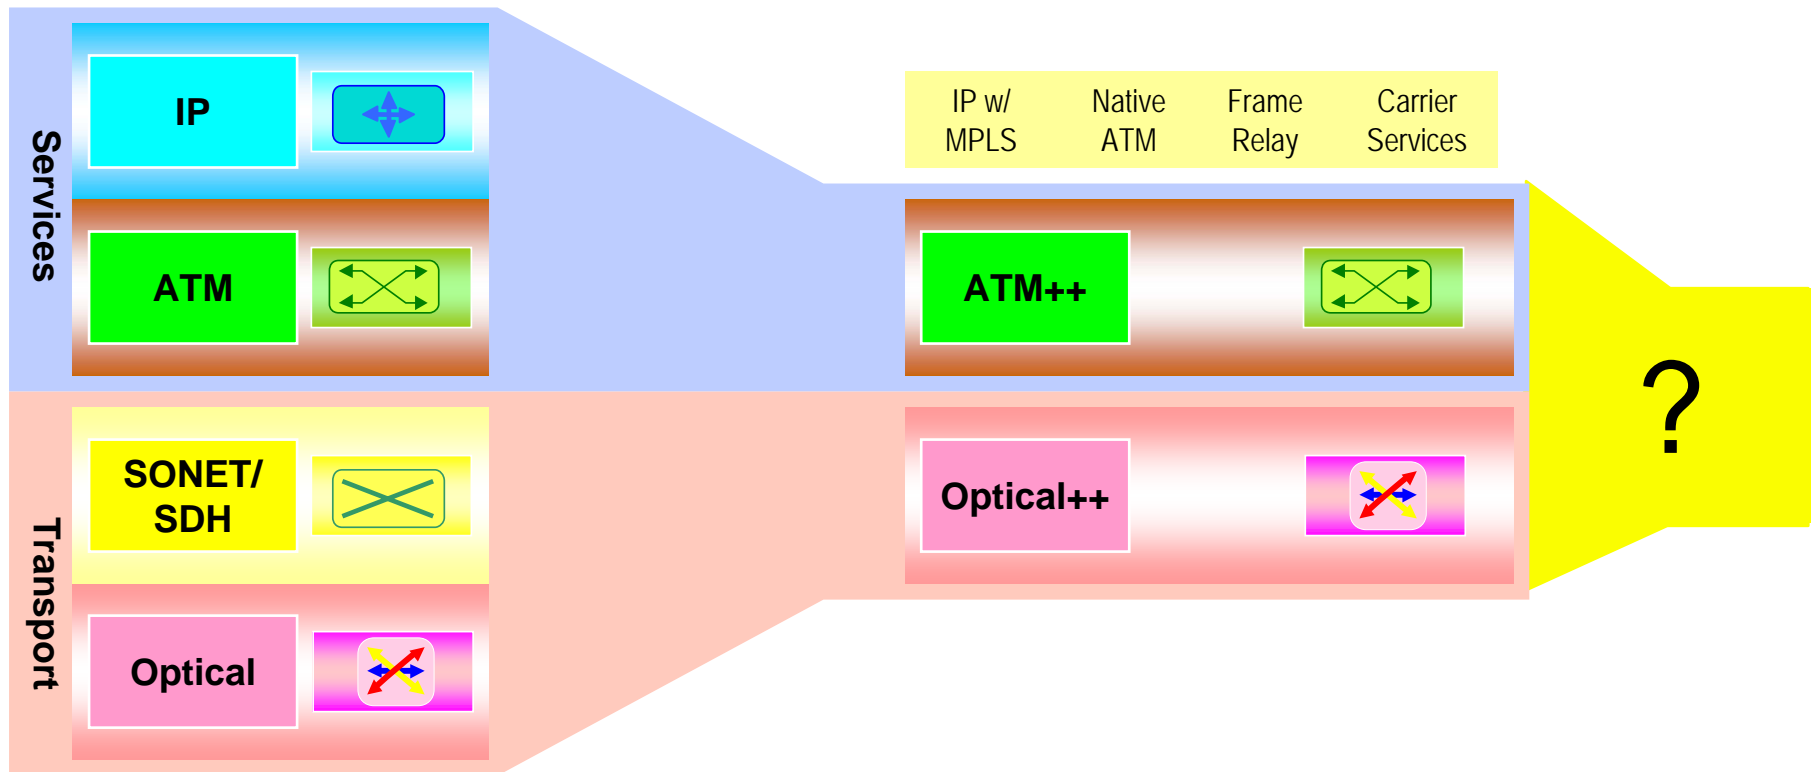 Services
IP
ATM
Transport
SONET/
SDH
Optical
IP w/
MPLS
Native
ATM
Frame
Relay
Carrier
Services
ATM++
Optical++
?